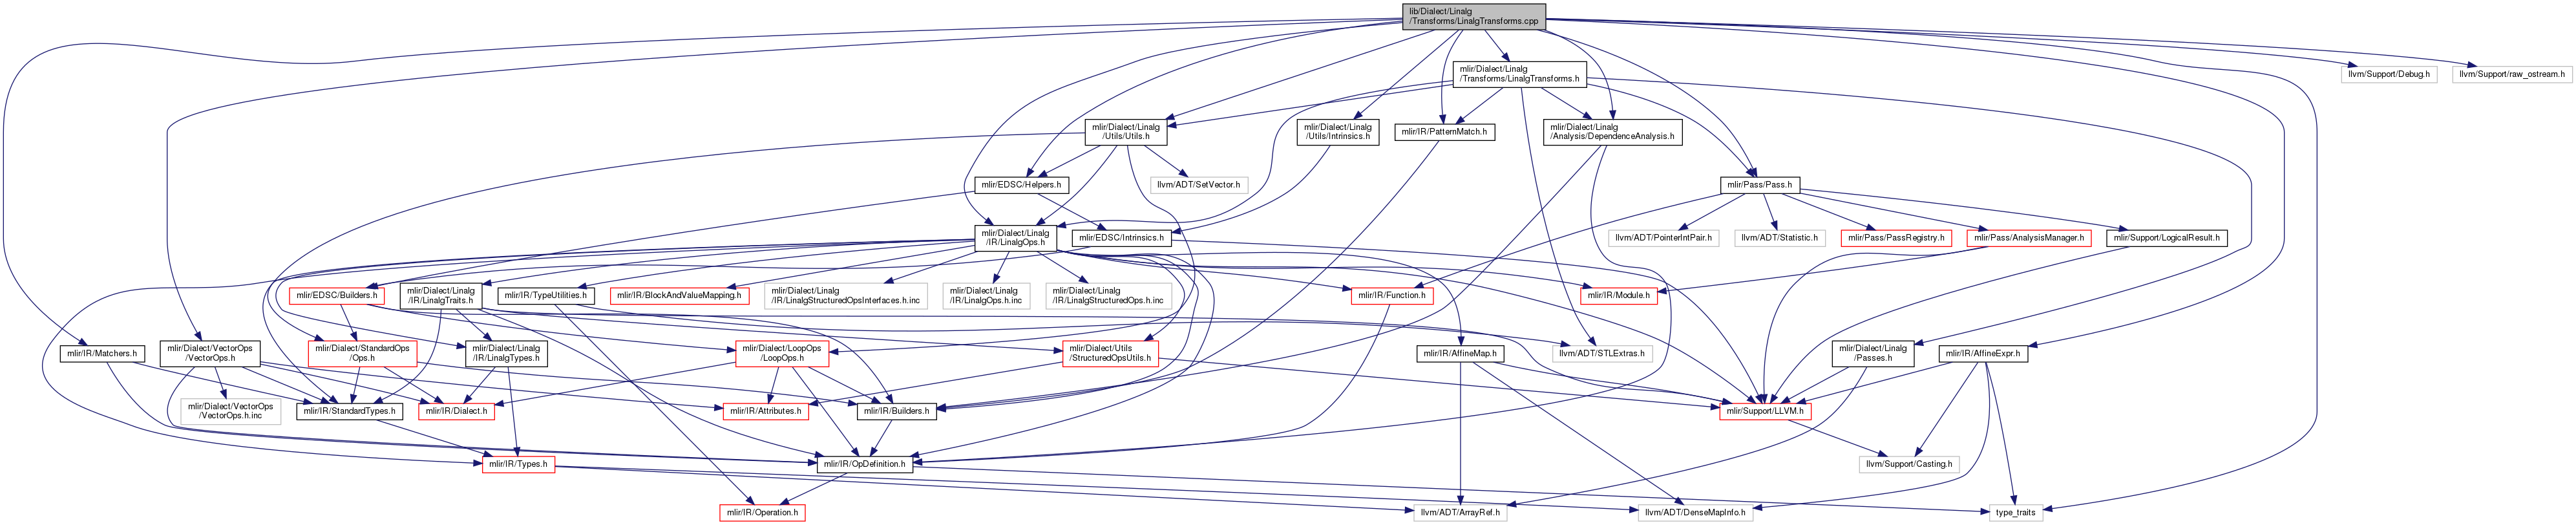 lib/Dialect/Linalg
/Transforms/LinalgTransforms.cpp
mlir/Dialect/Linalg
/Transforms/LinalgTransforms.h
llvm/Support/Debug.h
llvm/Support/raw_ostream.h
mlir/Dialect/Linalg
/Utils/Utils.h
mlir/Dialect/Linalg
/Utils/Intrinsics.h
mlir/IR/PatternMatch.h
mlir/Dialect/Linalg
/Analysis/DependenceAnalysis.h
mlir/EDSC/Helpers.h
llvm/ADT/SetVector.h
mlir/Pass/Pass.h
mlir/Dialect/Linalg
/IR/LinalgOps.h
mlir/EDSC/Intrinsics.h
llvm/ADT/PointerIntPair.h
llvm/ADT/Statistic.h
mlir/Pass/PassRegistry.h
mlir/Pass/AnalysisManager.h
mlir/Support/LogicalResult.h
mlir/EDSC/Builders.h
mlir/Dialect/Linalg
/IR/LinalgTraits.h
mlir/IR/TypeUtilities.h
mlir/IR/BlockAndValueMapping.h
mlir/Dialect/Linalg
/IR/LinalgStructuredOpsInterfaces.h.inc
mlir/Dialect/Linalg
/IR/LinalgOps.h.inc
mlir/Dialect/Linalg
/IR/LinalgStructuredOps.h.inc
mlir/IR/Function.h
mlir/IR/Module.h
mlir/IR/Matchers.h
mlir/Dialect/VectorOps
/VectorOps.h
mlir/Dialect/StandardOps
/Ops.h
mlir/Dialect/Linalg
/IR/LinalgTypes.h
mlir/Dialect/LoopOps
/LoopOps.h
mlir/Dialect/Utils
/StructuredOpsUtils.h
mlir/IR/AffineMap.h
llvm/ADT/STLExtras.h
mlir/Dialect/Linalg
/Passes.h
mlir/IR/AffineExpr.h
mlir/Dialect/VectorOps
/VectorOps.h.inc
mlir/IR/StandardTypes.h
mlir/IR/Dialect.h
mlir/IR/Attributes.h
mlir/IR/Builders.h
mlir/Support/LLVM.h
mlir/IR/Types.h
mlir/IR/OpDefinition.h
llvm/Support/Casting.h
mlir/IR/Operation.h
llvm/ADT/ArrayRef.h
llvm/ADT/DenseMapInfo.h
type_traits